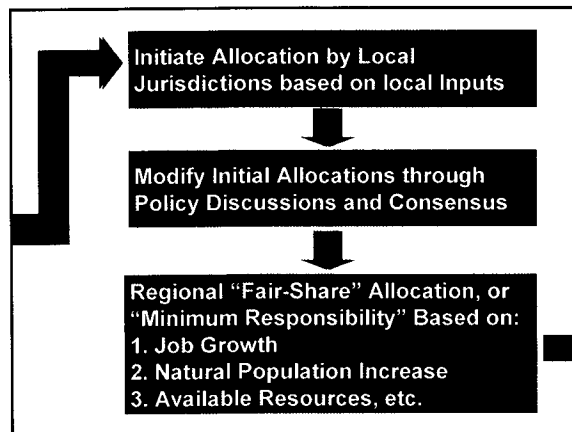 Initiate Allocation by Local
Jurisdictions based on local Inputs
Modify Initial Allocations through
Policy Discussions and Consensus
Regional “Fair-Share” Allocation, or
“Minimum Responsibility” Based on:
1. Job Growth
2. Natural Population Increase
3. Available Resources, etc.